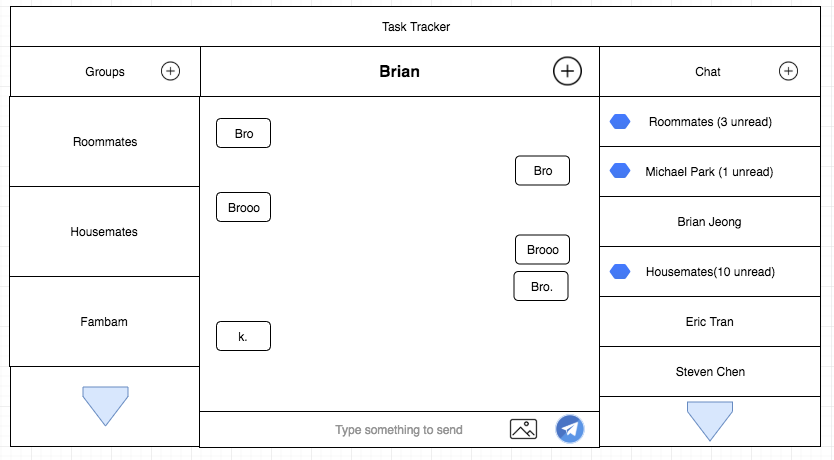 Task Tracker
Groups
Brian
Chat
Roommates
Housemates
Fambam
Bro
Bro
Brooo
Brooo
Bro.
k.
Type something to send
Roommates (3 unread)
Michael Park (1 unread)
Brian Jeong
Housemates(10 unread)
Eric Tran
Steven Chen